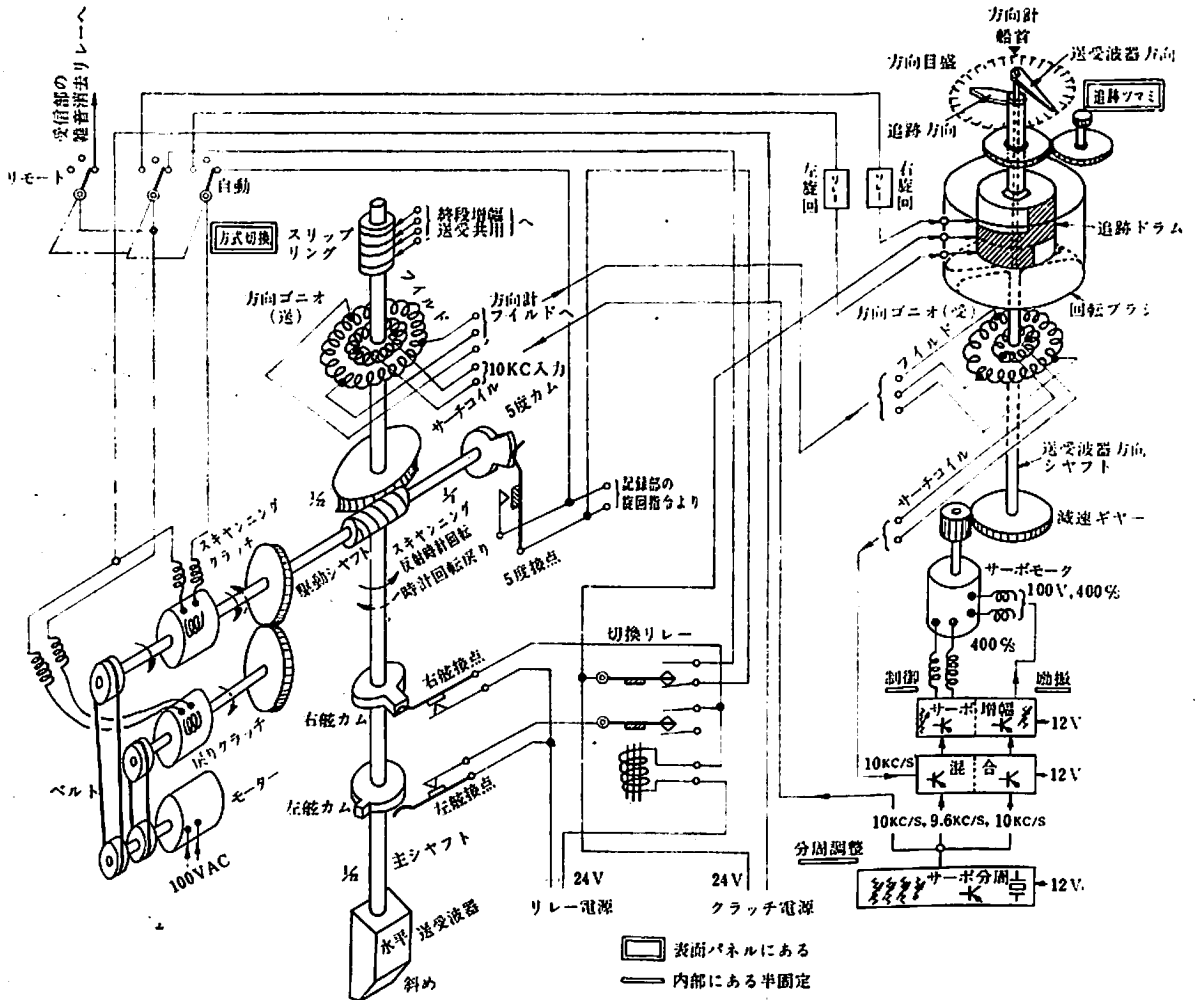 方向針
船首
送受波器方向
方向目盛
追跡ツマミ
追跡方向
受信部の
雑音消去リレーへ
リモート
自動
方式切換
スリップ
リング
終段増幅
送受共用
へ
左旋回
リレー
右旋回
リレー
追跡ドラム
回転ブラシ
方向ゴニオ
(送)
フイルド
方向針
フイルドへ
10KC入力
サーチコイル
5度カム
方向ゴニオ(受)
フイルド
サーチコイル
送受波器方向
シャフト
減速ギヤー
記録部の
旋回指令より
5度接点
スキャンニング
クラッチ
駆動シャフト
スキャンニング
反射時計回転
時計回転戻り
サーボモータ
100V,400%
400%
切換リレー
右舷接点
右舷カム
左舷カム
左舷接点
戻りクラッチ
モーター
ベルト
100VAC
主シャフト
制御
励振
サーボ 増幅
12V
10KC/S
混合
12V
10KC/S, 9.6KC/S, 10KC/S
分周調整
サーボ分周
12V
24V
24V
リレー電源
クラッチ電源
水平
送受波器
斜め
表面パネルにある
内部にある半固定